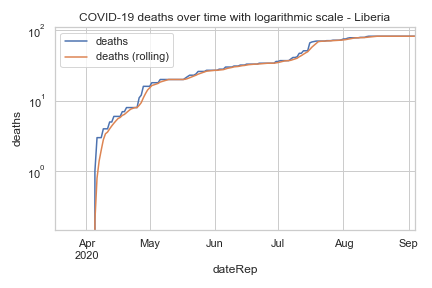 COVID-19 deaths over time with logarithmic scale - Liberia
deaths
deaths (rolling)
10²
10¹
10⁰
deaths
Apr
2020
May
Jun
Jul
Aug
Sep
dateRep